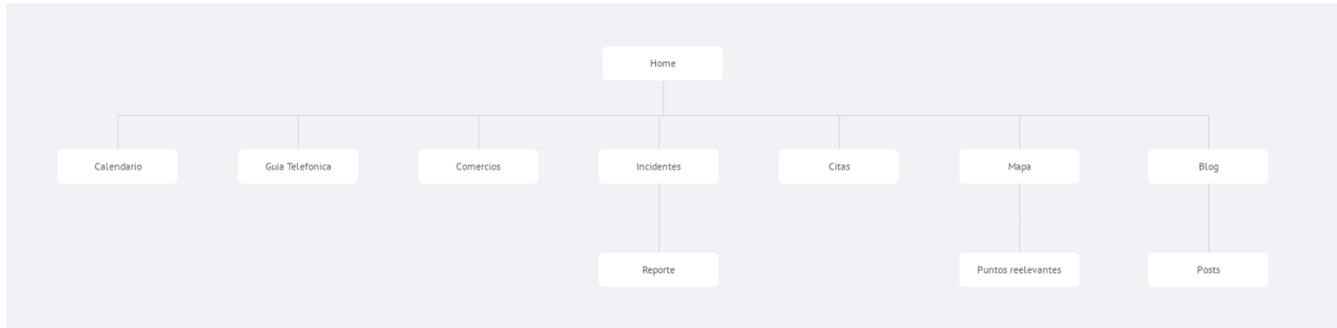 Home
Calendario
Guia Telefonica
Comercios
Incidentes
Citas
Mapa
Blog
Reporte
Puntos reelevantes
Posts